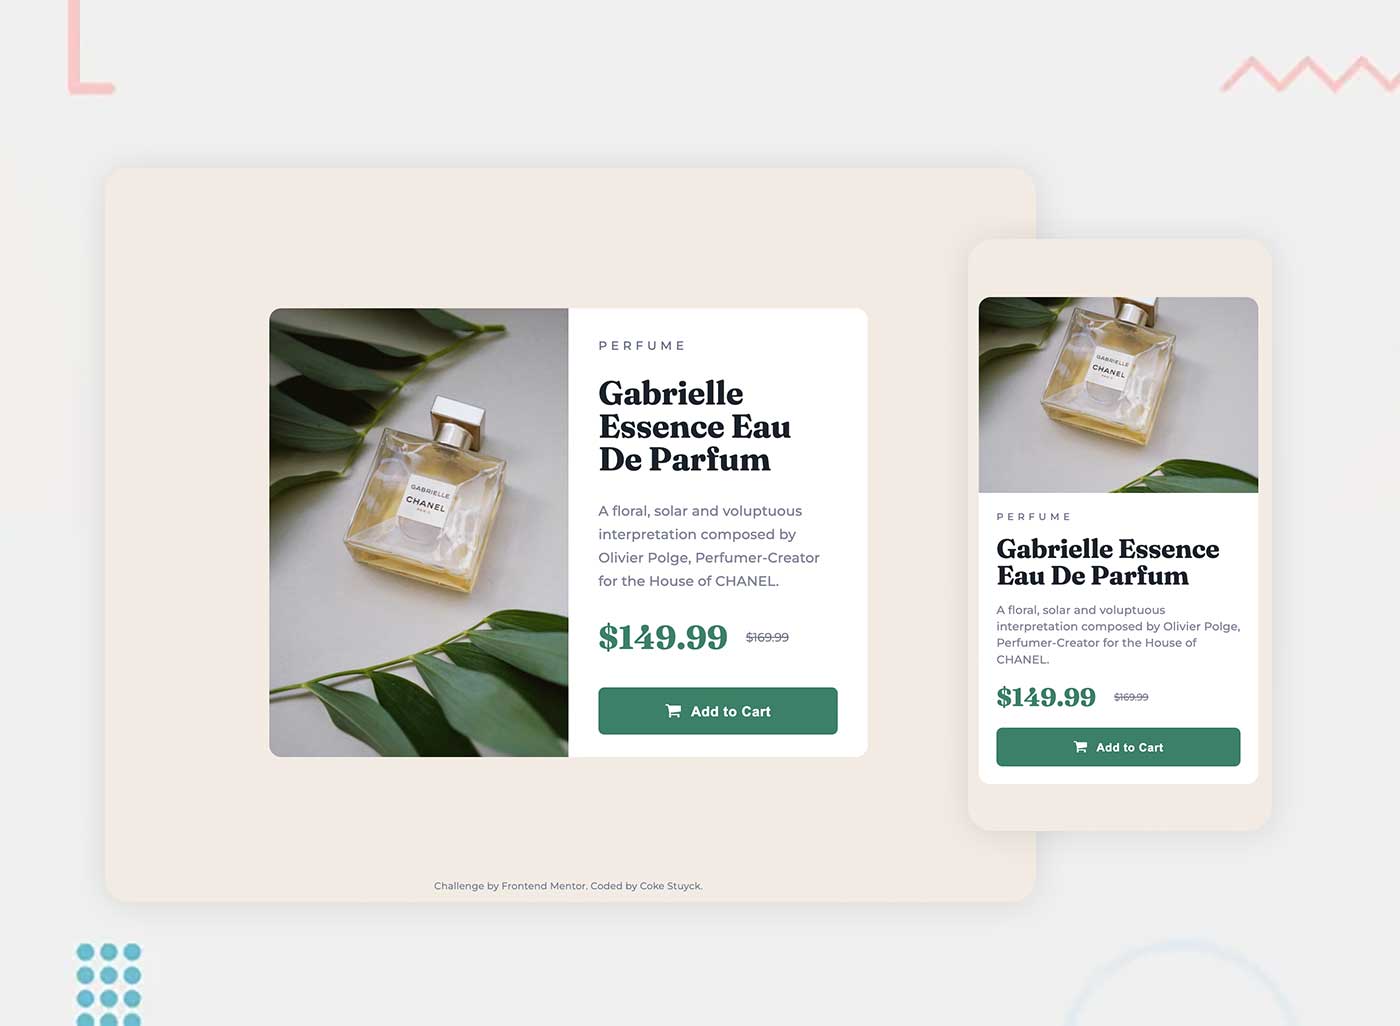 PERFUME
Gabrielle
Essence Eau
De Parfum
A floral, solar and voluptuous
interpretation composed by
Olivier Polge, Perfumer-Creator
for the House of CHANEL.
$149.99 $169.99
Add to Cart
GABRIELLE
CHANEL
PARIS
Challenge by Frontend Mentor. Coded by Coke Stuyck.
GABRIELLE
CHANEL
PARIS
PERFUME
Gabrielle Essence
Eau De Parfum
A floral, solar and voluptuous
interpretation composed by Olivier Polge,
Perfumer-Creator for the House of
CHANEL.
$149.99 $169.99
Add to Cart